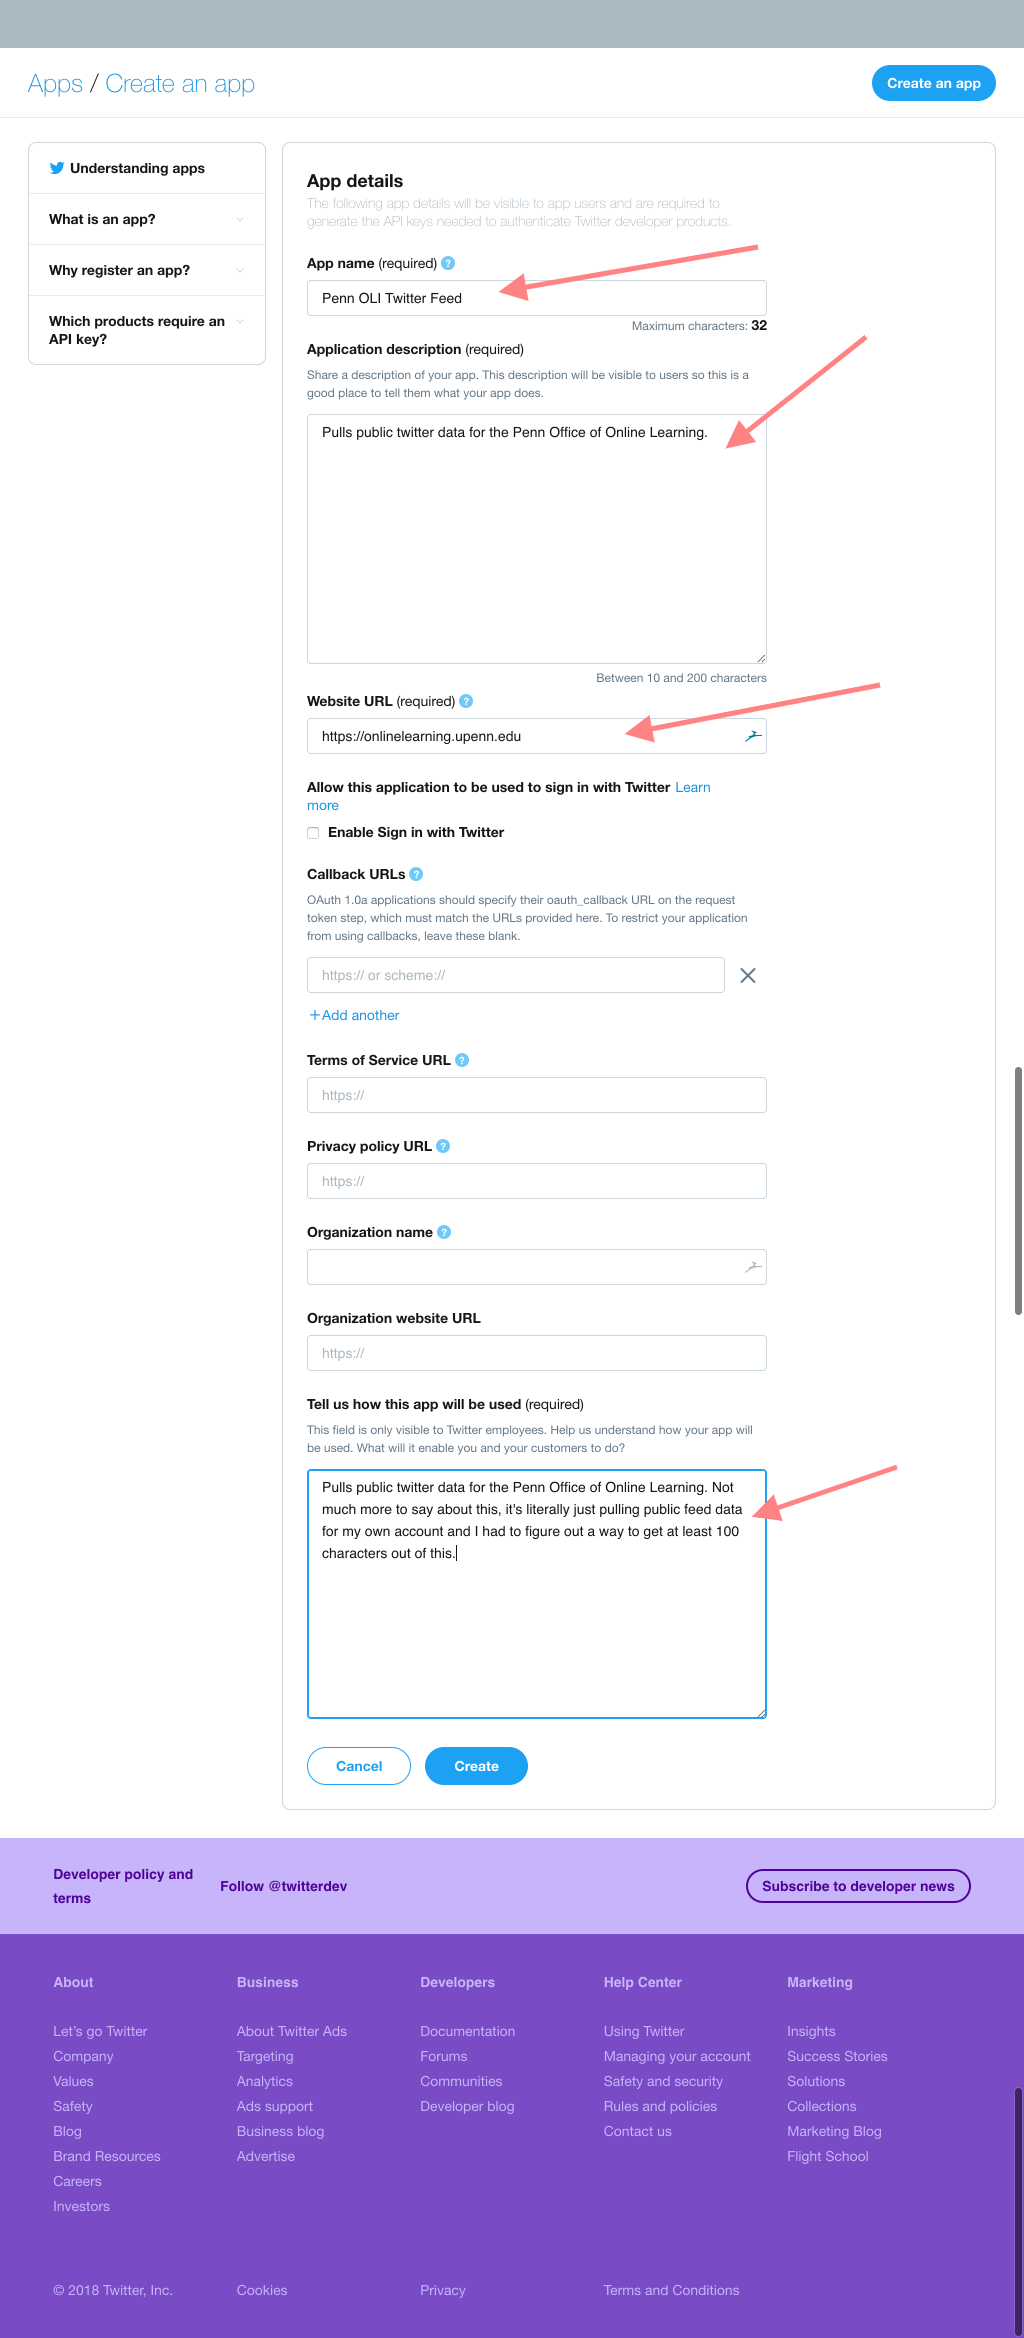 Apps / Create an app
Create an app
Understanding apps
What is an app?
Why register an app?
Which products require an
API key?
App details
The following app details will be visible to app users and are required to
generate the API keys needed to authenticate Twitter developer products.
App name (required) ?
Penn OLI Twitter Feed
Maximum characters: 32
Application description (required)
Share a description of your app. This description will be visible to users so this is a
good place to tell them what your app does.
Pulls public twitter data for the Penn Office of Online Learning.
Between 10 and 200 characters
Website URL (required) ?
https://onlinelearning.upenn.edu
Allow this application to be used to sign in with Twitter Learn
more
Enable Sign in with Twitter
Callback URLs ?
OAuth 1.0a applications should specify their oauth_callback URL on the request
token step, which must match the URLs provided here. To restrict your application
from using callbacks, leave these blank.
https:// or scheme://
+Add another
Terms of Service URL ?
https://
Privacy policy URL ?
https://
Organization name ?
Organization website URL
https://
Tell us how this app will be used (required)
This field is only visible to Twitter employees. Help us understand how your app will
be used. What will it enable you and your customers to do?
Pulls public twitter data for the Penn Office of Online Learning. Not
much more to say about this, it's literally just pulling public feed data
for my own account and I had to figure out a way to get at least 100
characters out of this.
Cancel
Create
Developer policy and
terms
Follow @twitterdev
Subscribe to developer news
About
Let's go Twitter
Company
Values
Safety
Blog
Brand Resources
Careers
Investors
Business
About Twitter Ads
Targeting
Analytics
Ads support
Business blog
Advertise
Developers
Documentation
Forums
Communities
Developer blog
Help Center
Using Twitter
Managing your account
Safety and security
Rules and policies
Contact us
Marketing
Insights
Success Stories
Solutions
Collections
Marketing Blog
Flight School
© 2018 Twitter, Inc.
Cookies
Privacy
Terms and Conditions